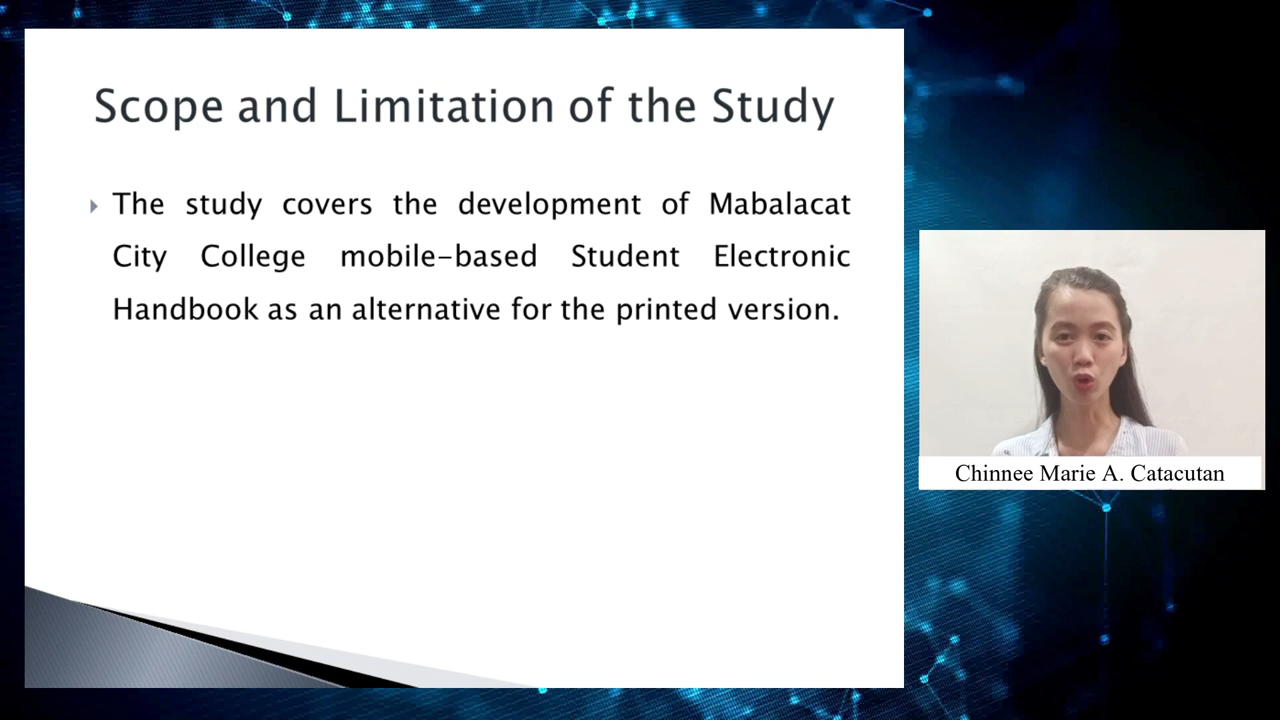 Scope and Limitation of the Study
The study covers the development of Mabalacat
City College mobile-based Student Electronic
Handbook as an alternative for the printed version.
Chinnee Marie A. Catacutan